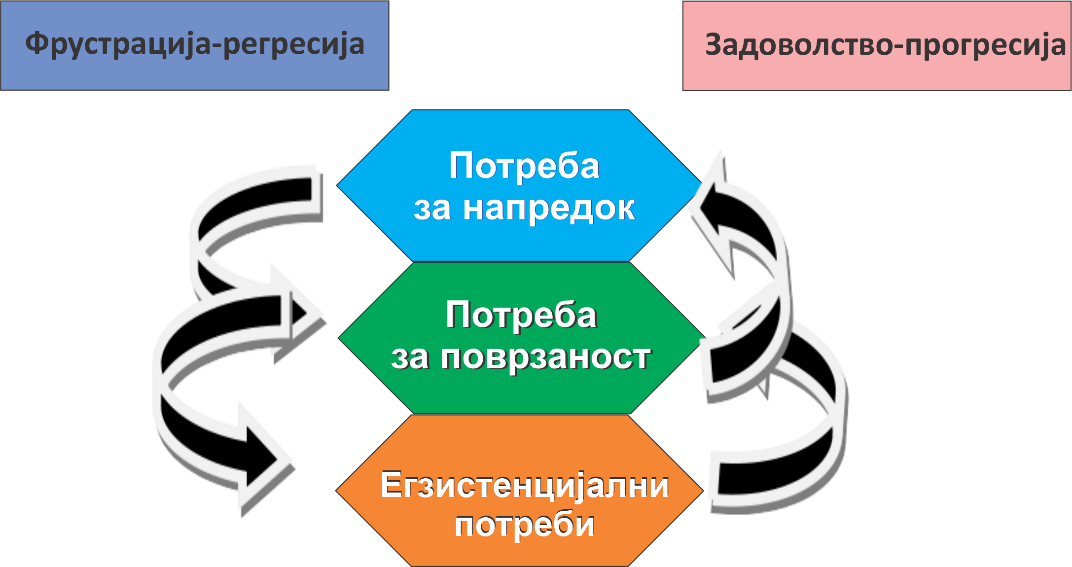 Фрустрација-регресија
Задоволство-прогресија
Потреба
за напредок
Потреба
за поврзаност
Егзистенцијални
потреби